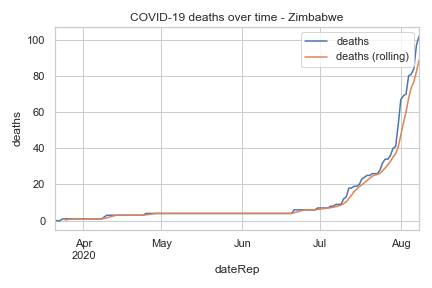 COVID-19 deaths over time - Zimbabwe
deaths
deaths (rolling)
100
80
60
40
20
0
deaths
Apr
2020
May
Jun
Jul
Aug
dateRep